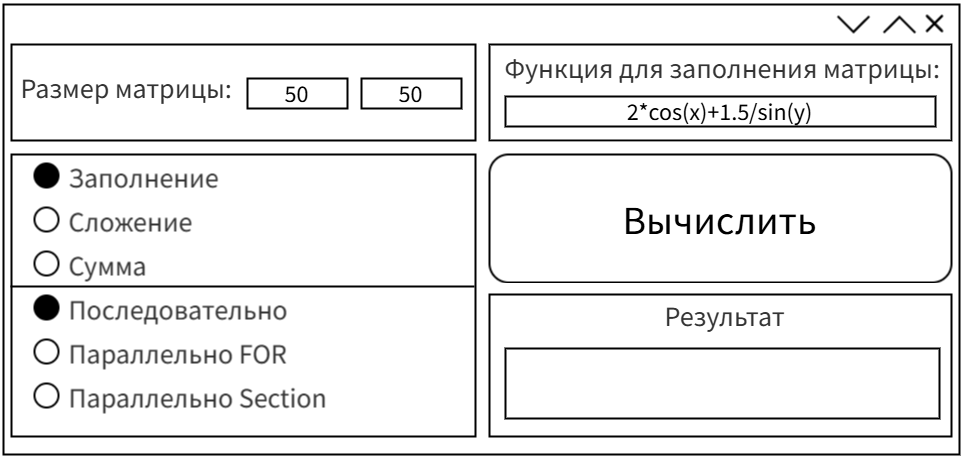 Размер матрицы: 50 50
Функция для заполнения матрицы:
2*cos(x)+1.5/sin(y)
Заполнение
Сложение
Сумма
Последовательно
Параллельно FOR
Параллельно Section
Вычислить
Результат